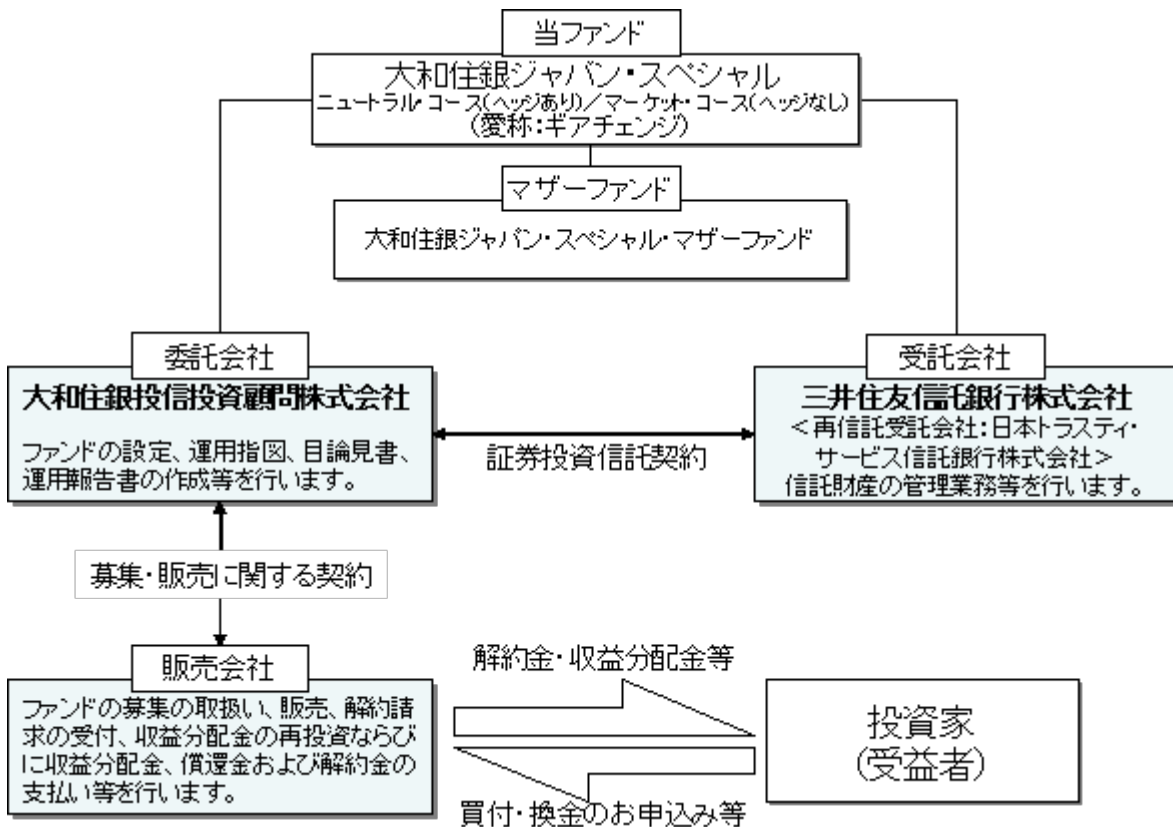 当ファンド
大和住銀ジャパン・スペシャル
ニュートラル・コース(ヘッジあり)／マーケット・コース(ヘッジなし)
(愛称：ギアチェンジ)
マザーファンド
大和住銀ジャパン・スペシャル・マザーファンド
委託会社
大和住銀投信投資顧問株式会社
ファンドの設定、運用指図、目論見書、
運用報告書の作成等を行います。
証券投資信託契約
受託会社
三井住友信託銀行株式会社
＜再信託受託会社：日本トラスティ・
サービス信託銀行株式会社＞
信託財産の管理業務等を行います。
募集・販売に関する契約
販売会社
ファンドの募集の取扱い、販売、解約請
求の受付、収益分配金の再投資ならび
に収益分配金、償還金および解約金の
支払い等を行います。
解約金・収益分配金等
買付・換金のお申込み等
投資家
(受益者)